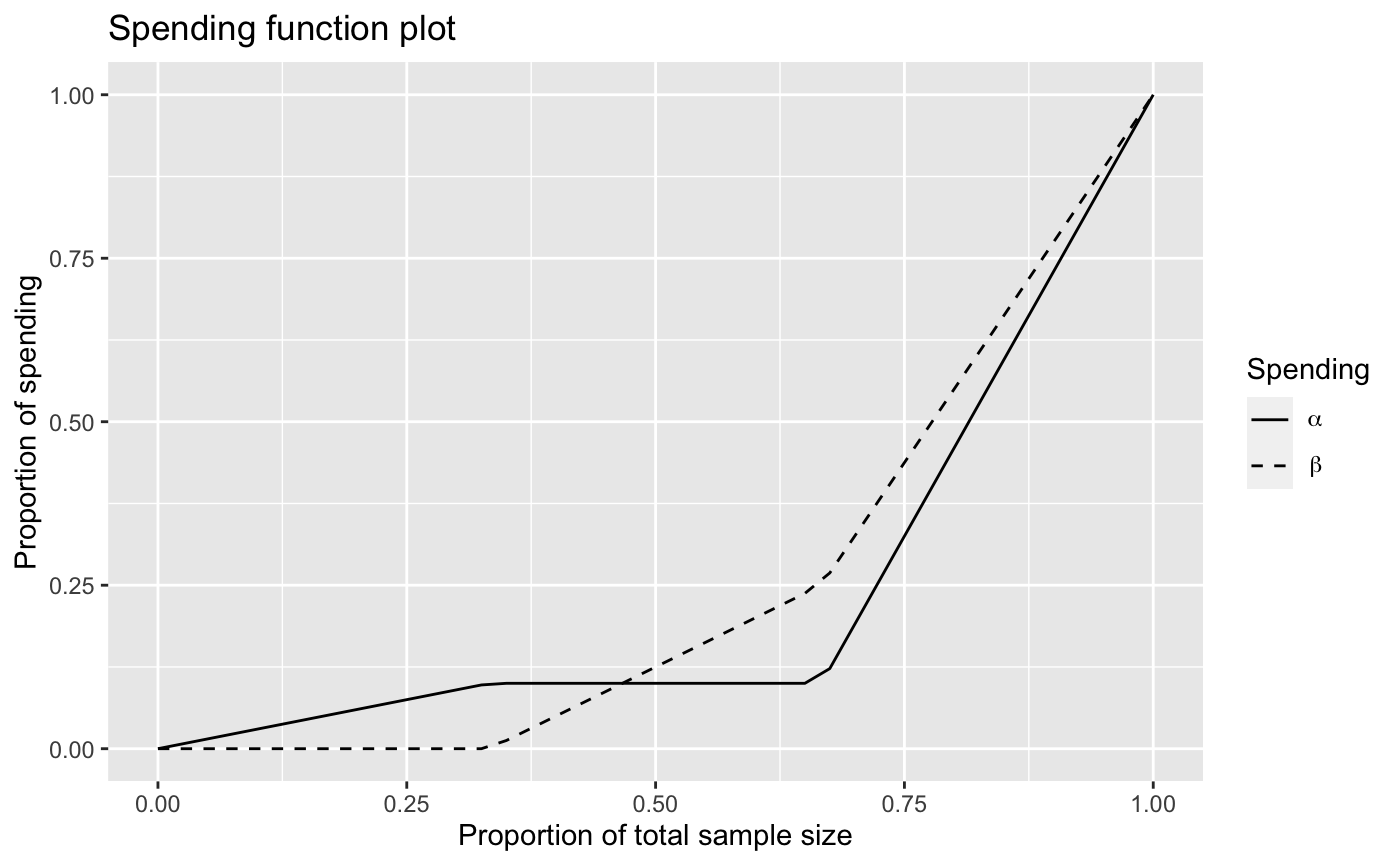 Spending function plot
1.00
0.75
0.50
0.25
0.00
Proportion of spending
0.00 0.25 0.50 0.75 1.00
Proportion of total sample size
Spending
α
β